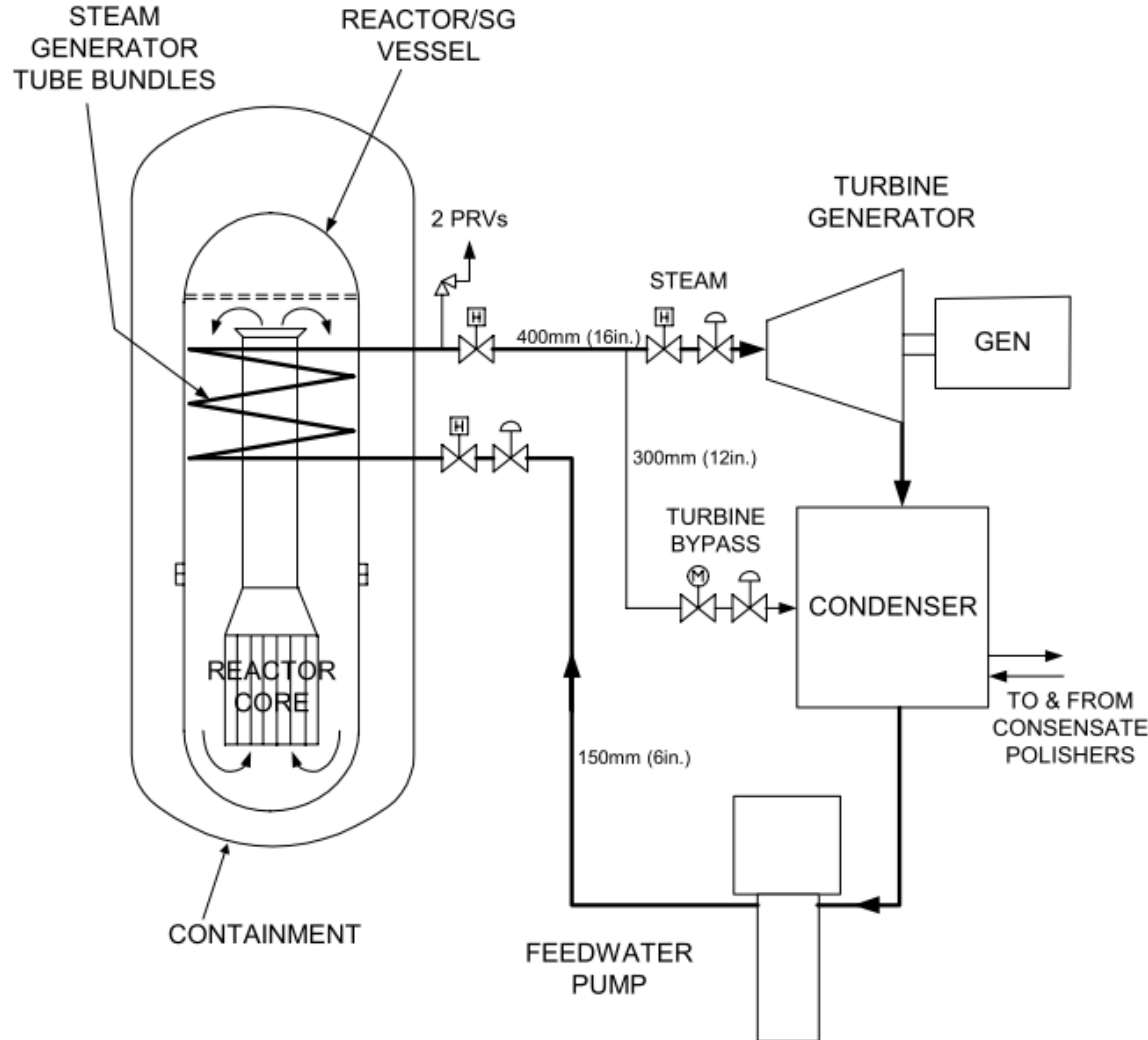 STEAM
GENERATOR
TUBE BUNDLES
REACTOR/SG
VESSEL
2 PRVs
TURBINE
GENERATOR
STEAM
H
H
400mm (16in.)
GEN
H
300mm (12in.)
TURBINE
BYPASS
M
CONDENSER
REACTOR
CORE
TO & FROM
CONSENSATE
POLISHERS
150mm (6in.)
CONTAINMENT
FEEDWATER
PUMP